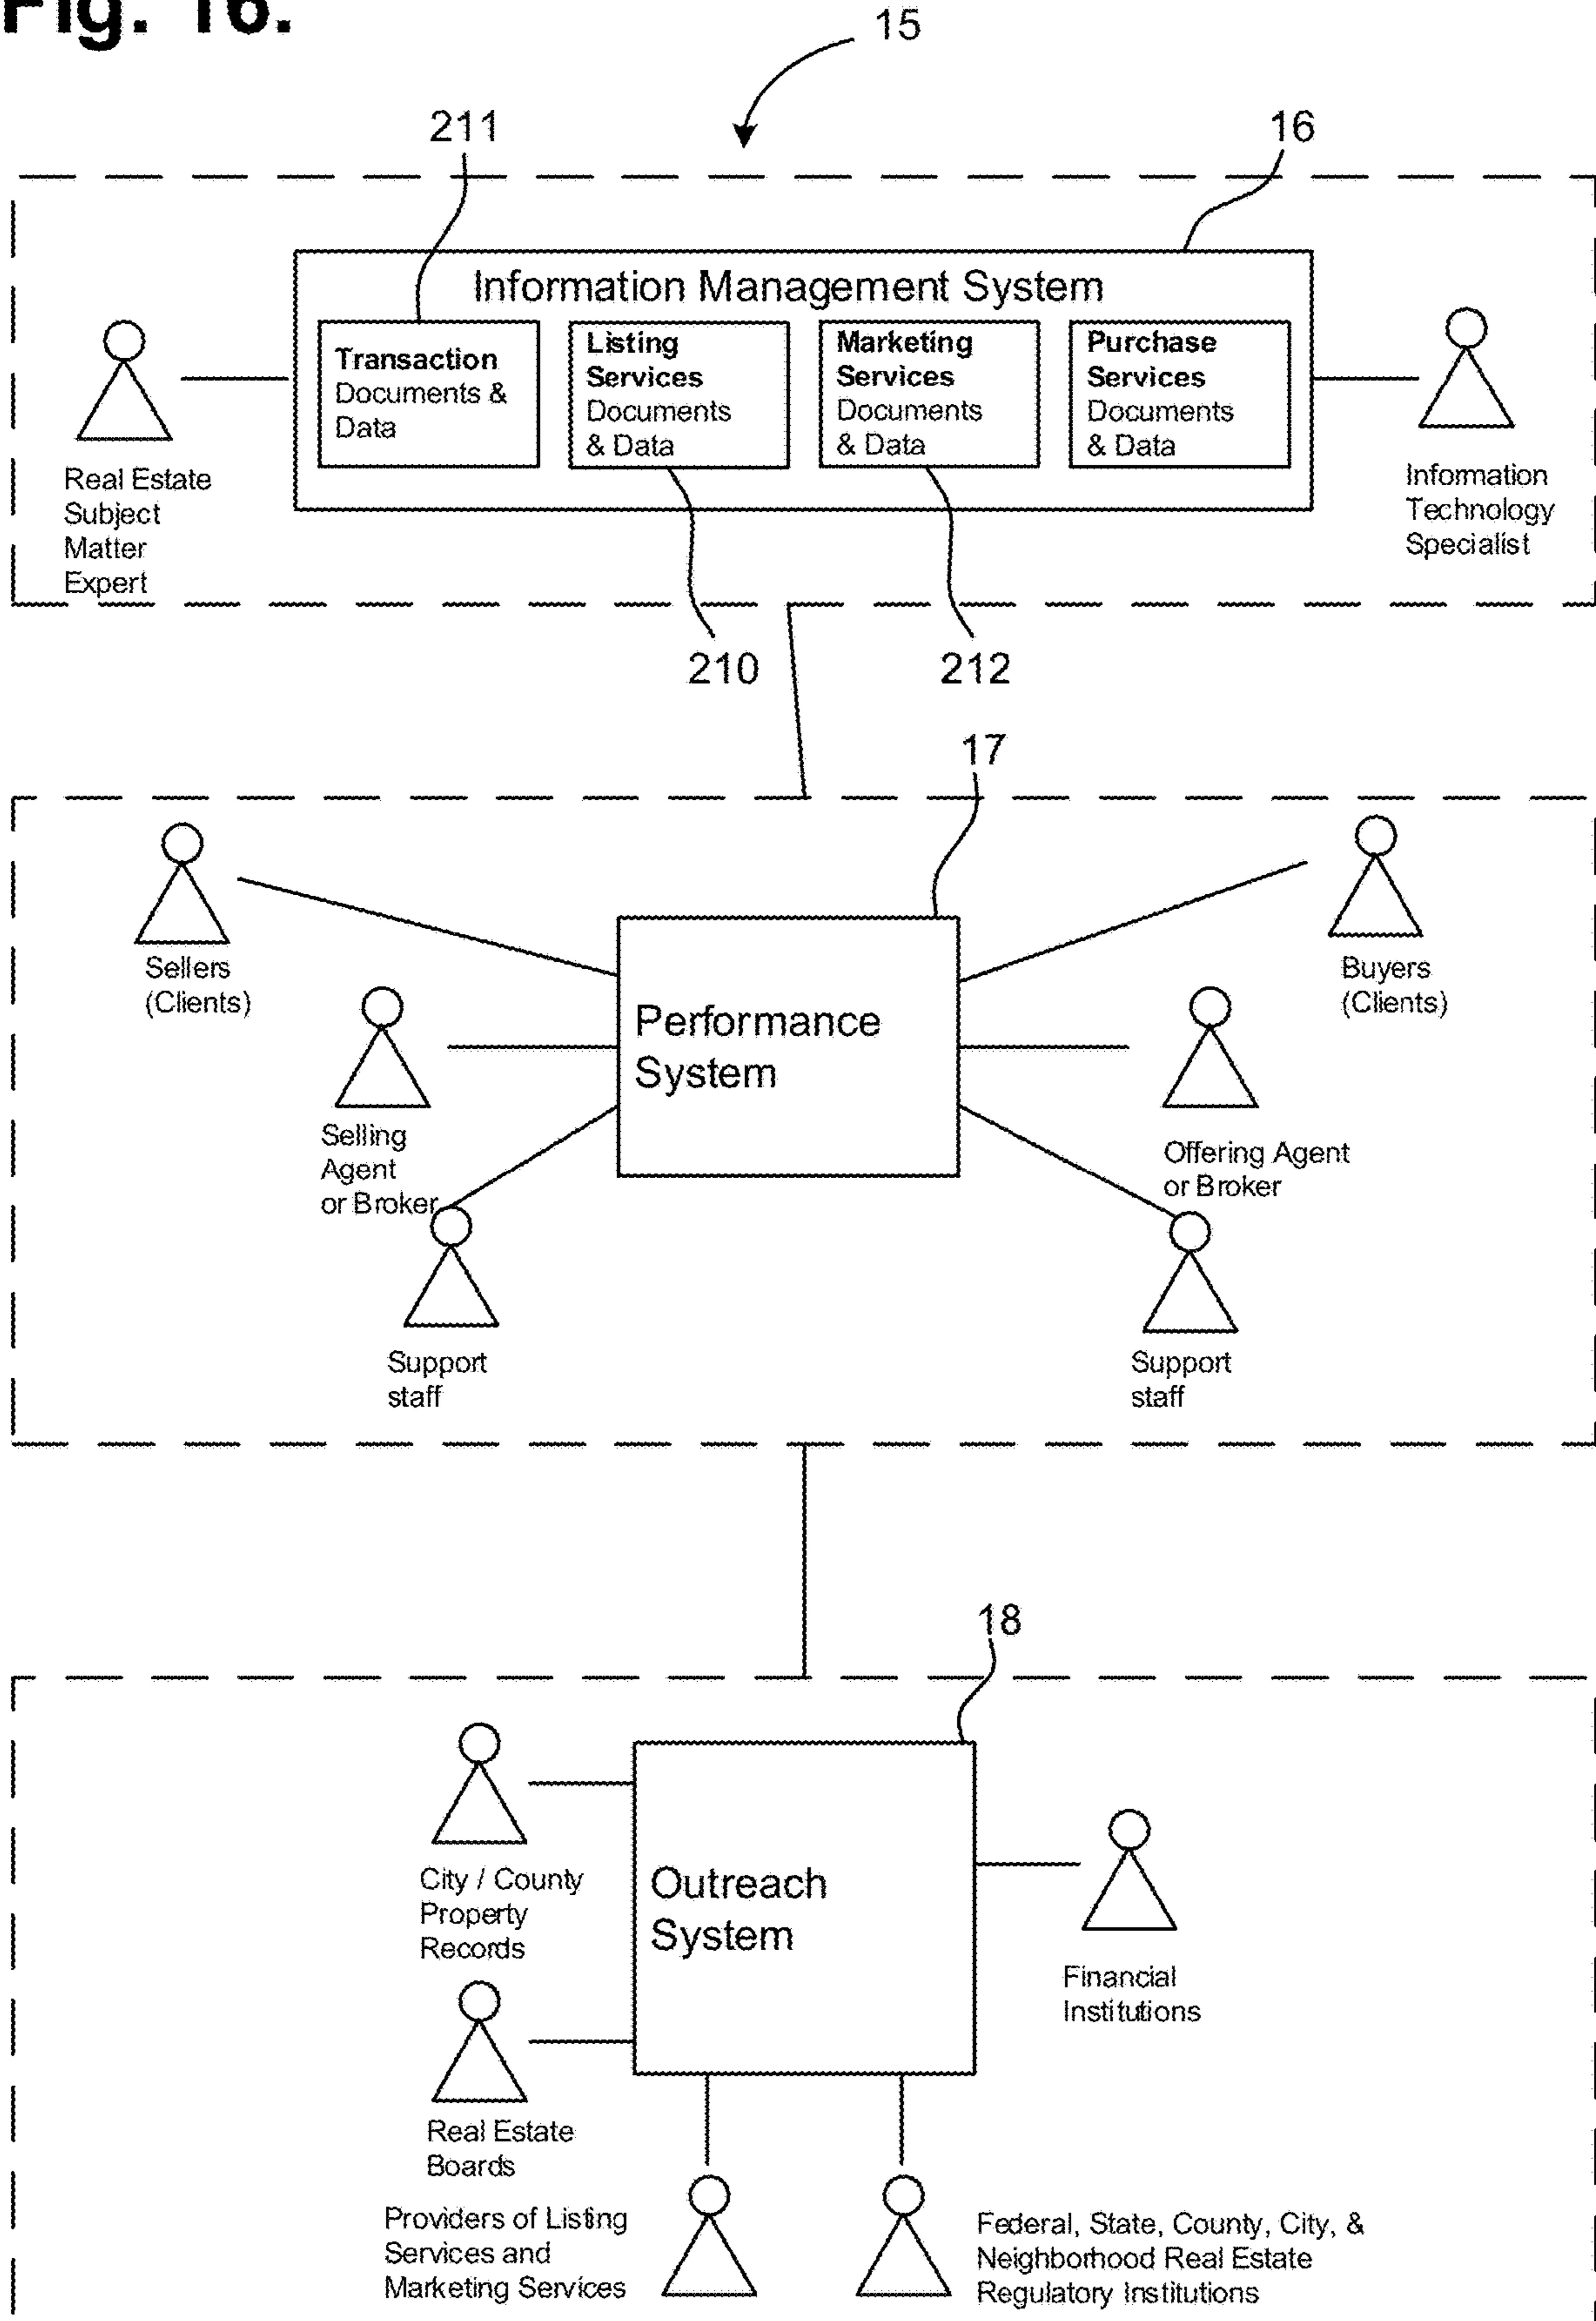 Fig. 16.
15
211
16
Information Management System
Transaction
Documents &
Data
Listing
Services
Documents
& Data
Marketing
Services
Documents
& Data
Purchase
Services
Documents
& Data
Real Estate
Subject
Matter
Expert
Information
Technology
Specialist
210
212
17
Sellers
(Clients)
Buyers
(Clients)
Performance
System
Selling
Agent
or Broker
Offering Agent
or Broker
Support
staff
Support
staff
18
City / County
Property
Records
Outreach
System
Financial
Institutions
Real Estate
Boards
Providers of Listing
Services and
Marketing Services
Federal, State, County, City, &
Neighborhood Real Estate
Regulatory Institutions